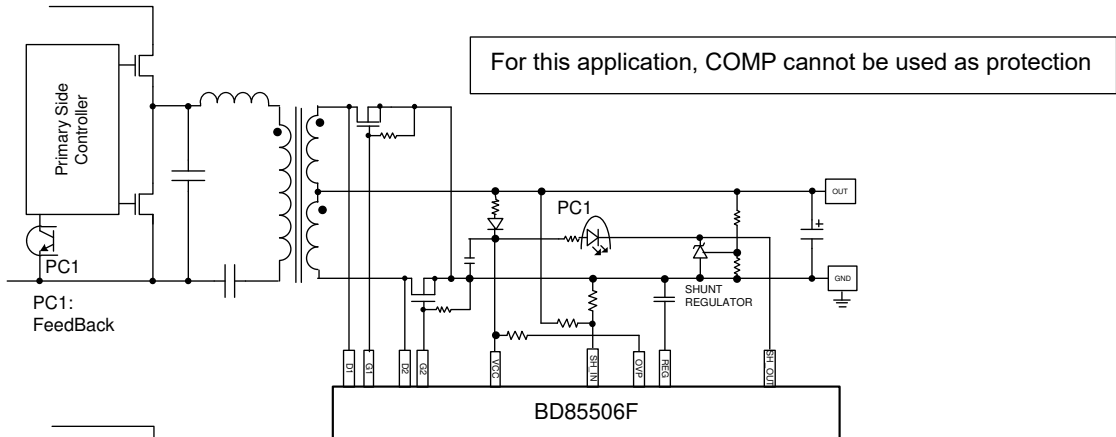 For this application, COMP cannot be used as protection
Primary Side
Controller
OUT
PC1
PC1
+
PC1:
FeedBack
SHUNT
REGULATOR
GND
D1
G1
D2
G2
VCC
SH_IN
OVP
REG
SH_OUT
BD85506F